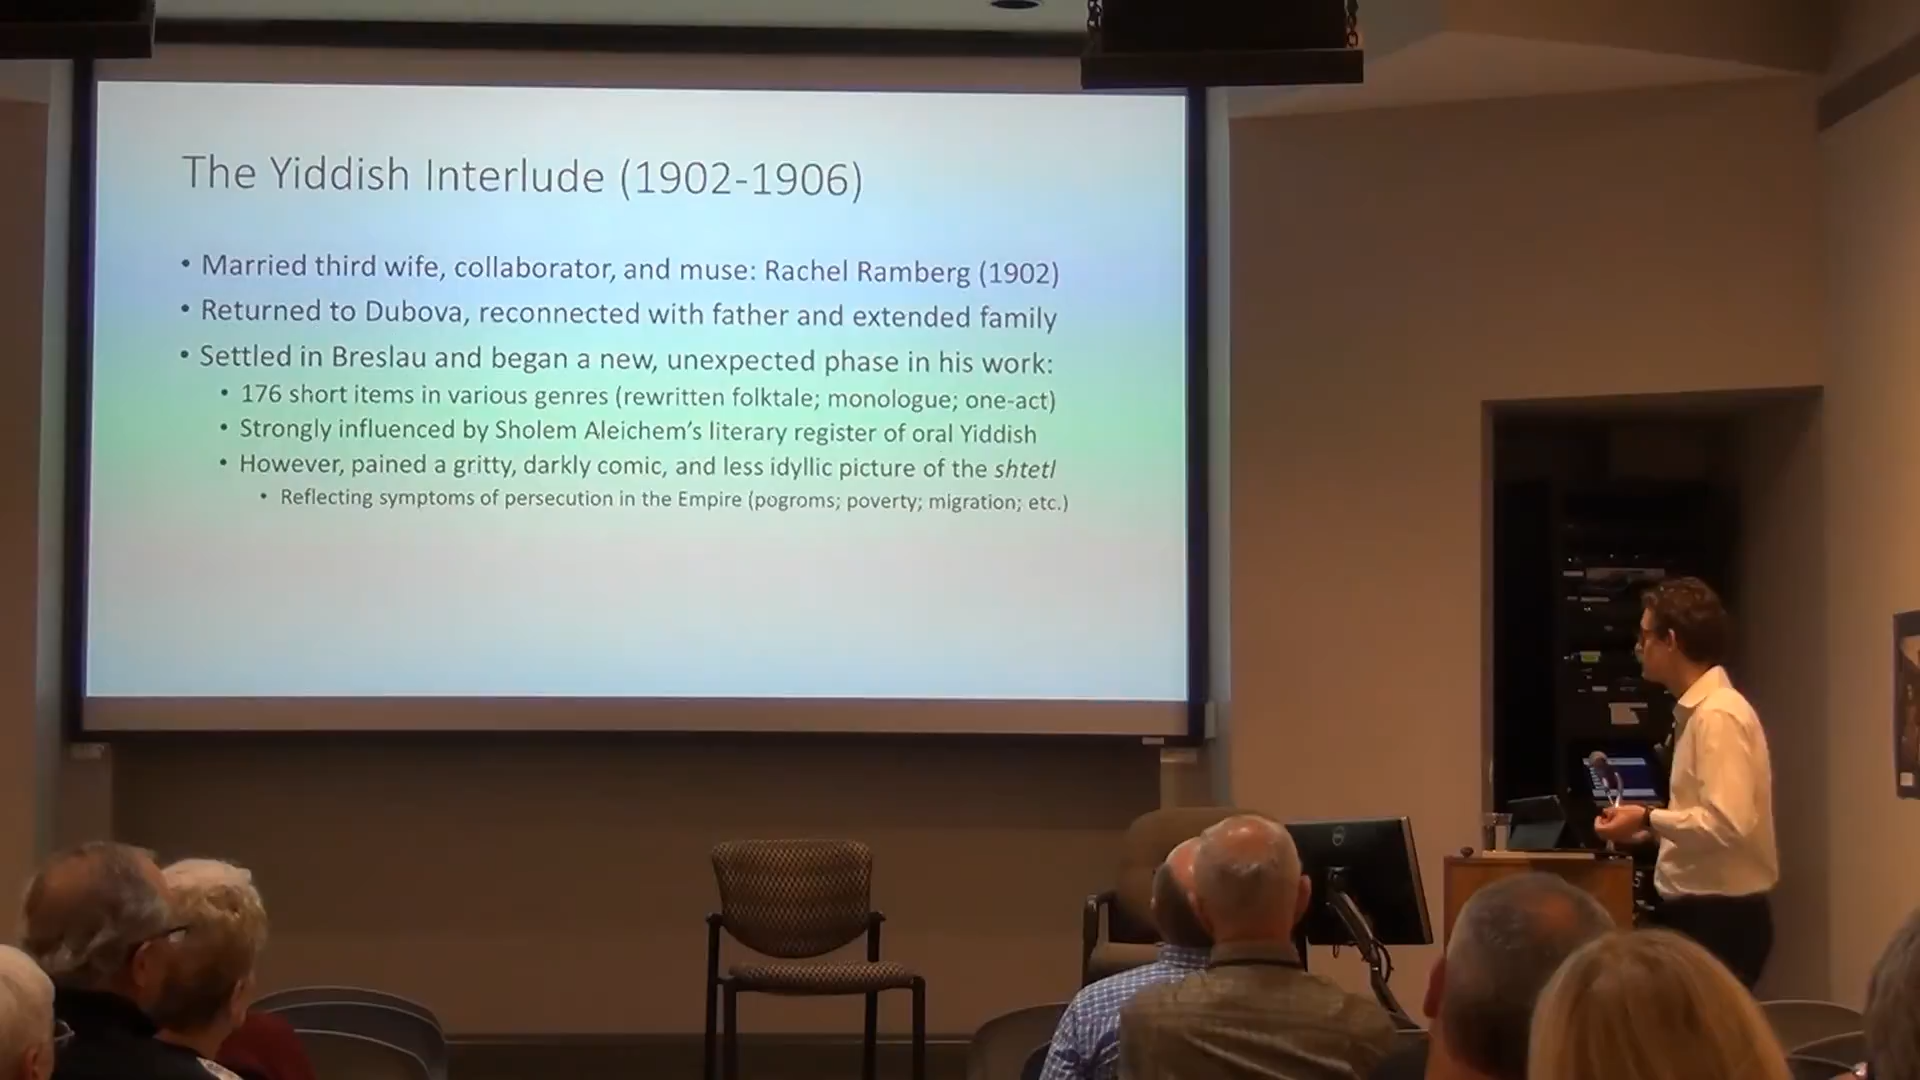 The Yiddish Interlude (1902-1906)
• Married third wife, collaborator, and muse: Rachel Ramberg (1902)
• Returned to Dubova, reconnected with father and extended family
• Settled in Breslau and began a new, unexpected phase in his work:
• 176 short items in various genres (rewritten folktale; monologue; one-act)
• Strongly influenced by Sholem Aleichem's literary register of oral Yiddish
• However, pained a gritty, darkly comic, and less idyllic picture of the shtetl
• Reflecting symptoms of persecution in the Empire (pogroms; poverty; migration; etc.)